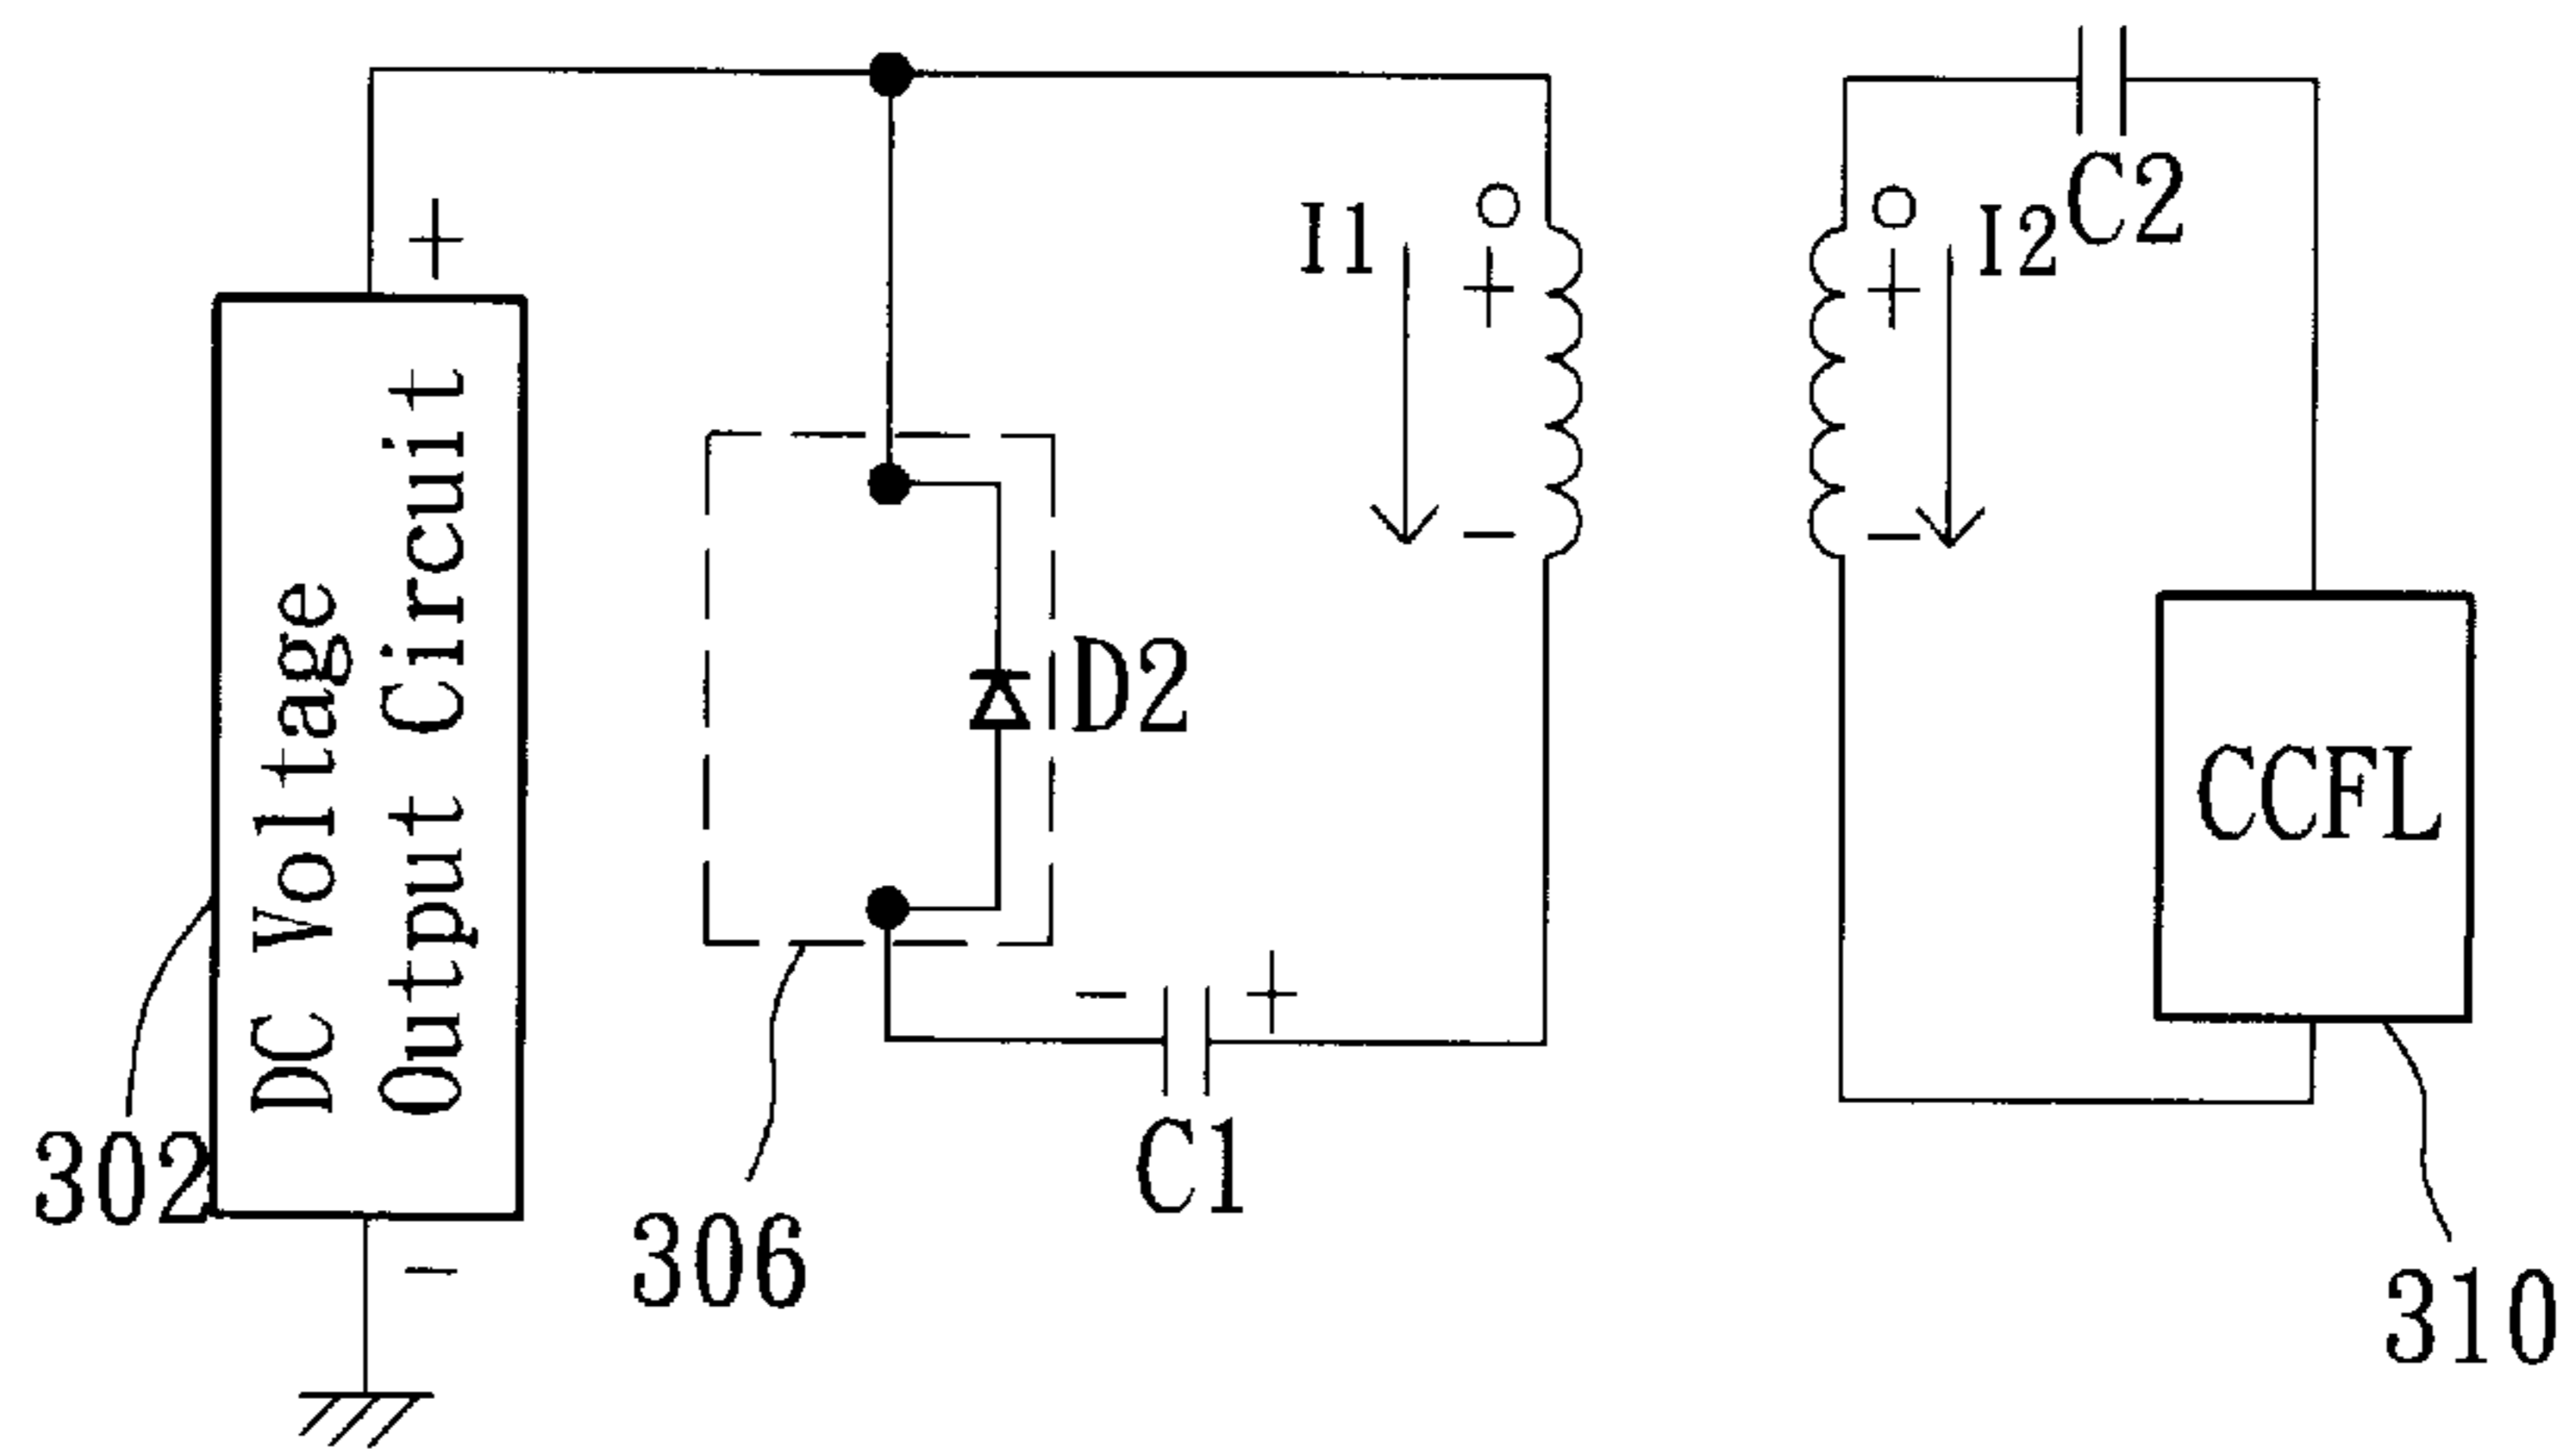 +
DC Voltage
Output Circuit
-
302
306
D2
- +
C1
I1
+
-
I2
+
-
C2
CCFL
310